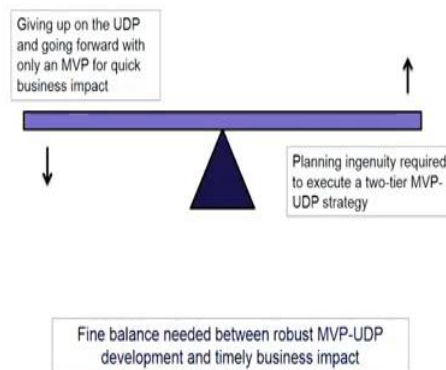 Giving up on the UDP
and going forward with
only an MVP for quick
business impact
Planning ingenuity required
to execute a two-tier MVP-
UDP strategy
Fine balance needed between robust MVP-UDP
development and timely business impact